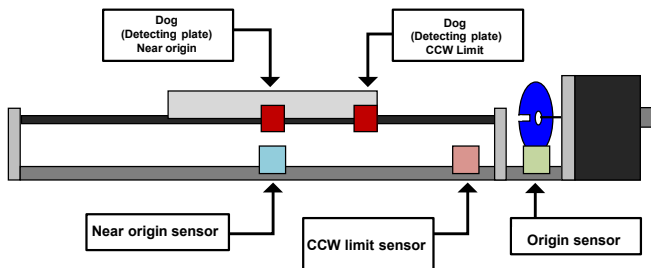 Dog
(Detecting plate)
Near origin
Dog
(Detecting plate)
CCW Limit
Near origin sensor
CCW limit sensor
Origin sensor